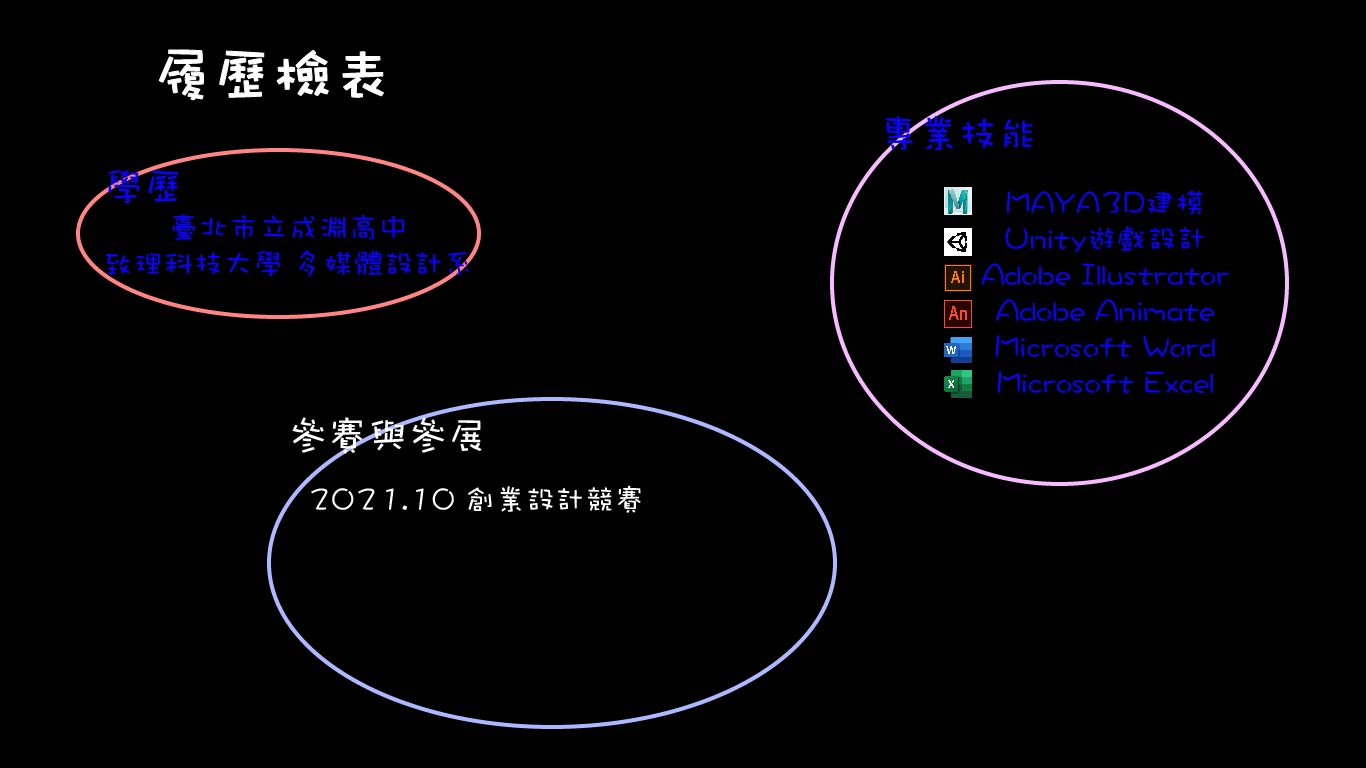 履歷檢表
學歷
臺北市立成淵高中
致理科技大學 多媒體設計系
專業技能
MAYA3D建模
Unity遊戲設計
Ai Adobe Illustrator
An Adobe Animate
W Microsoft Word
X Microsoft Excel
參賽與參展
2021.10 創業設計競賽